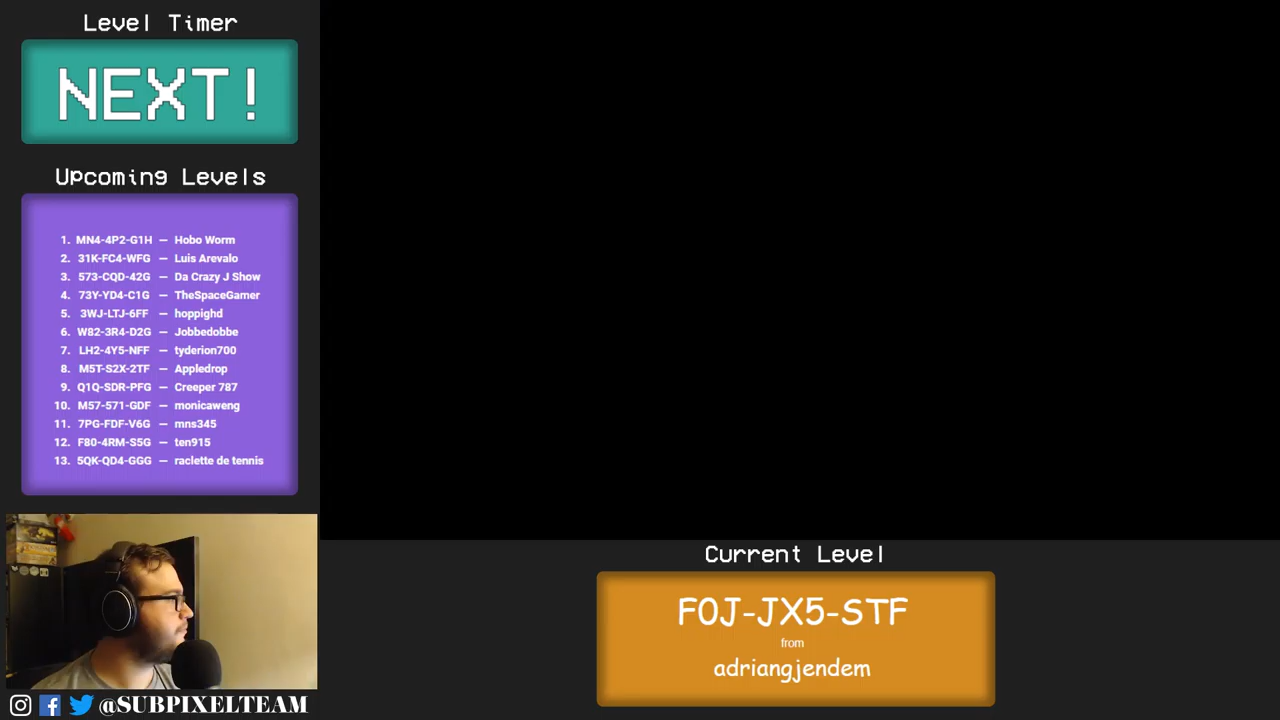 Level Timer
NEXT!
Upcoming Levels
1. MN4-4P2-G1H — Hobo Worm
2. 31K-FC4-WFG — Luis Arevalo
3. 573-CQD-42G — Da Crazy J Show
4. 73Y-YD4-C1G — TheSpaceGamer
5. 3WJ-LTJ-6FF — hoppighd
6. W82-3R4-D2G — Jobbedobbe
7. LH2-4Y5-NFF — tyderion700
8. M5T-S2X-2TF — Appledrop
9. Q1Q-SDR-PFG — Creeper 787
10. M57-571-GDF — monicaweng
11. 7PG-FDF-V6G — mns345
12. F80-4RM-S5G — ten915
13. 5QK-QD4-GGG — raclette de tennis
@SUBPIXELTEAM
Current Level
F0J-JX5-STF
from
adriangjendem